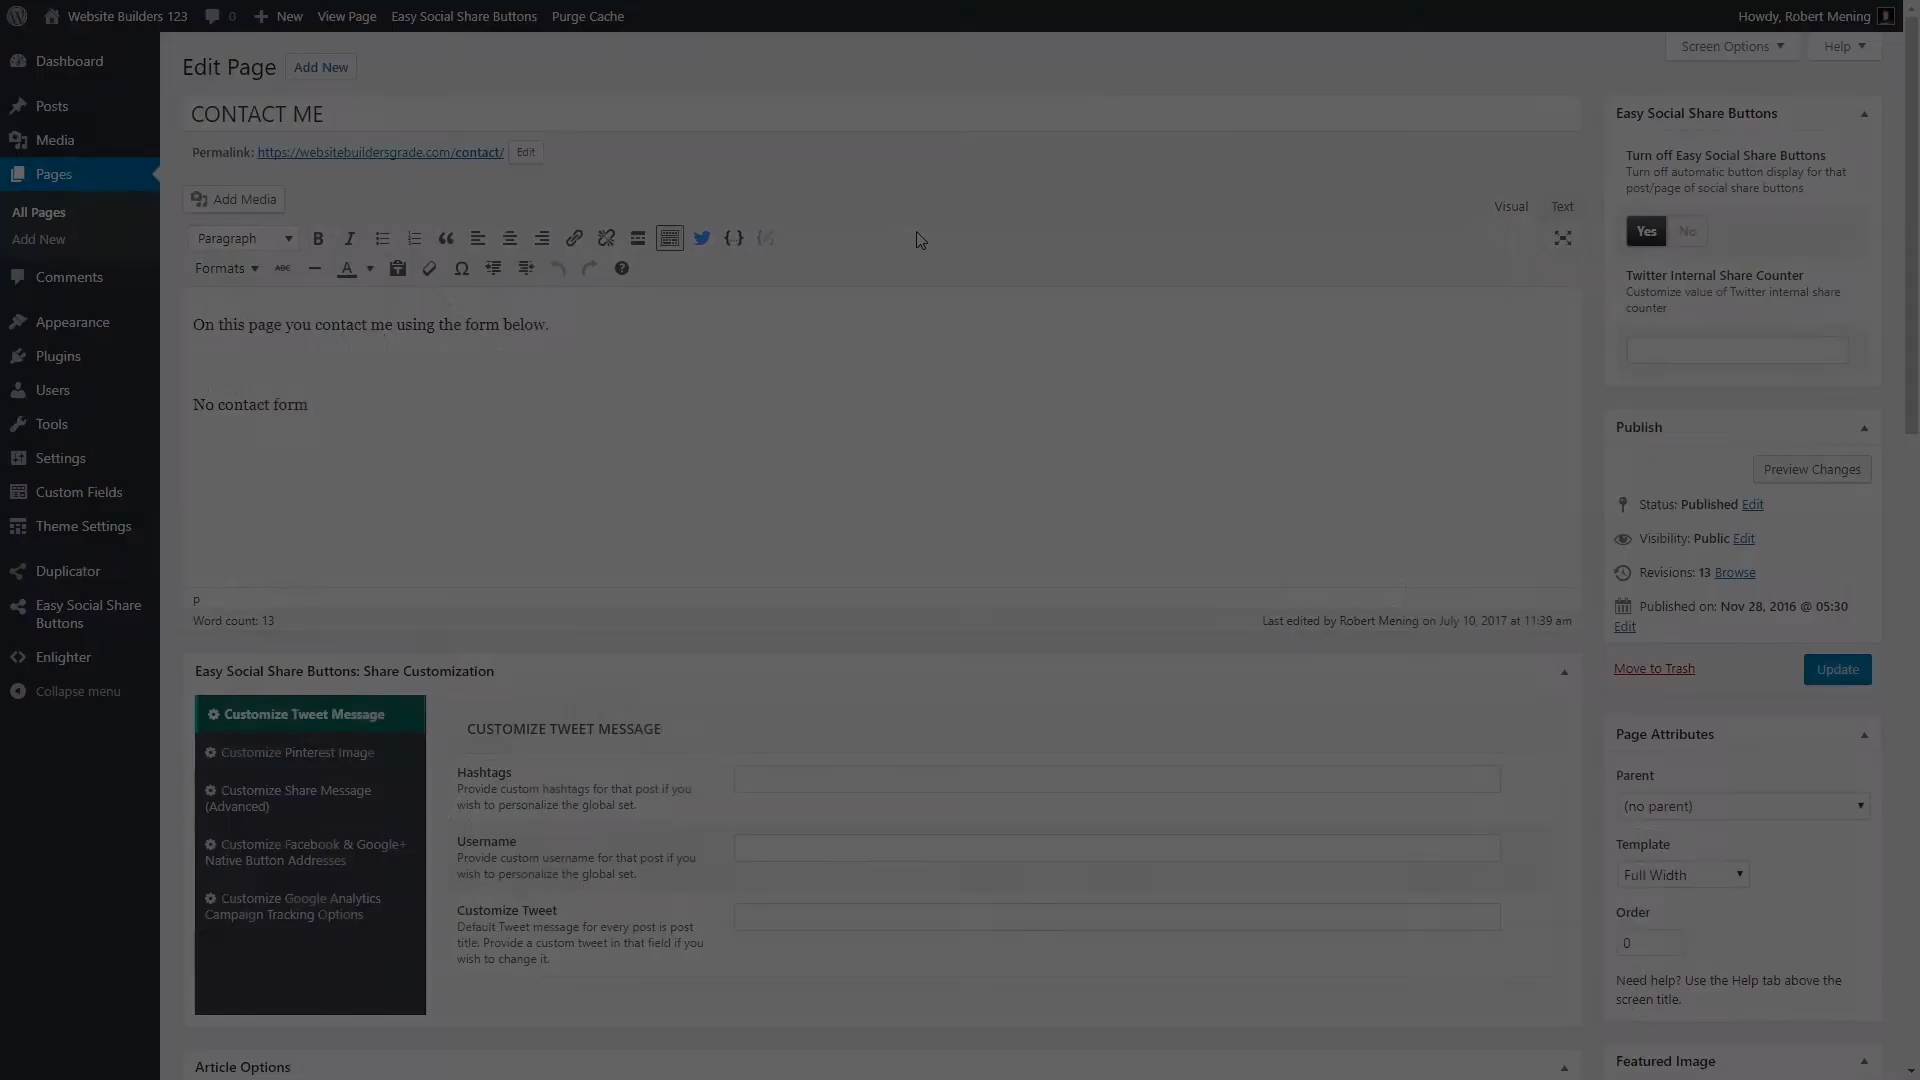 Website Builders 123 0 New View Page Easy Social Share Buttons Purge Cache Howdy, Robert Mening
Screen Options Help
Dashboard
Posts
Media
Pages
All Pages
Add New
Comments
Appearance
Plugins
Users
Tools
Settings
Custom Fields
Theme Settings
Duplicator
Easy Social Share
Buttons
Enlighter
Collapse menu
Edit Page Add New
CONTACT ME
Permalink: https://websitebuildersgrade.com/contact/ Edit
Add Media
Visual Text
Paragraph B I
Formats ABC A Ω
On this page you contact me using the form below.
No contact form
p
Word count: 13 Last edited by Robert Mening on July 10, 2017 at 11:39 am
Easy Social Share Buttons: Share Customization
Customize Tweet Message
Customize Pinterest Image
Customize Share Message
(Advanced)
Customize Facebook & Google+
Native Button Addresses
Customize Google Analytics
Campaign Tracking Options
CUSTOMIZE TWEET MESSAGE
Hashtags
Provide custom hashtags for that post if you
wish to personalize the global set.
Username
Provide custom username for that post if you
wish to personalize the global set.
Customize Tweet
Default Tweet message for every post is post
title. Provide a custom tweet in that field if you
wish to change it.
Article Options
Easy Social Share Buttons
Turn off Easy Social Share Buttons
Turn off automatic button display for that
post/page of social share buttons
Yes No
Twitter Internal Share Counter
Customize value of Twitter internal share
counter
Publish
Preview Changes
Status: Published Edit
Visibility: Public Edit
Revisions: 13 Browse
Published on: Nov 28, 2016 @ 05:30
Edit
Move to Trash Update
Page Attributes
Parent
(no parent)
Template
Full Width
Order
0
Need help? Use the Help tab above the
screen title.
Featured Image